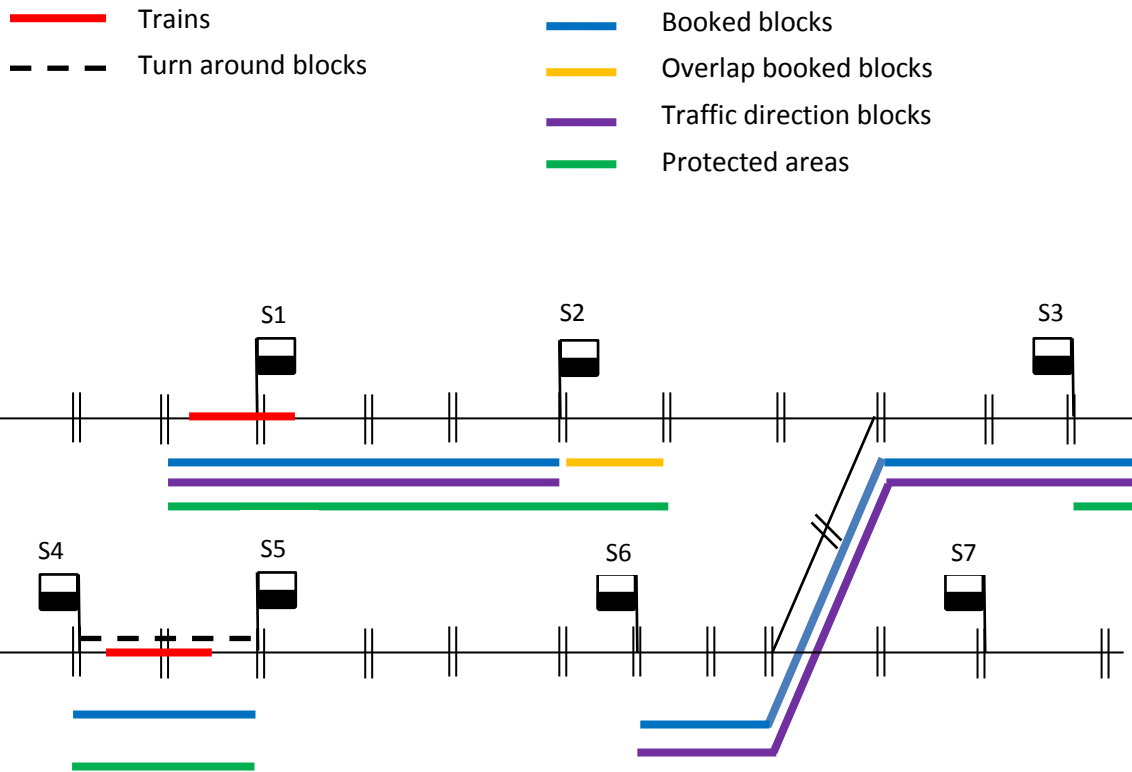 Trains
Turn around blocks
Booked blocks
Overlap booked blocks
Traffic direction blocks
Protected areas
S1
S2
S3
S4
S5
S6
S7